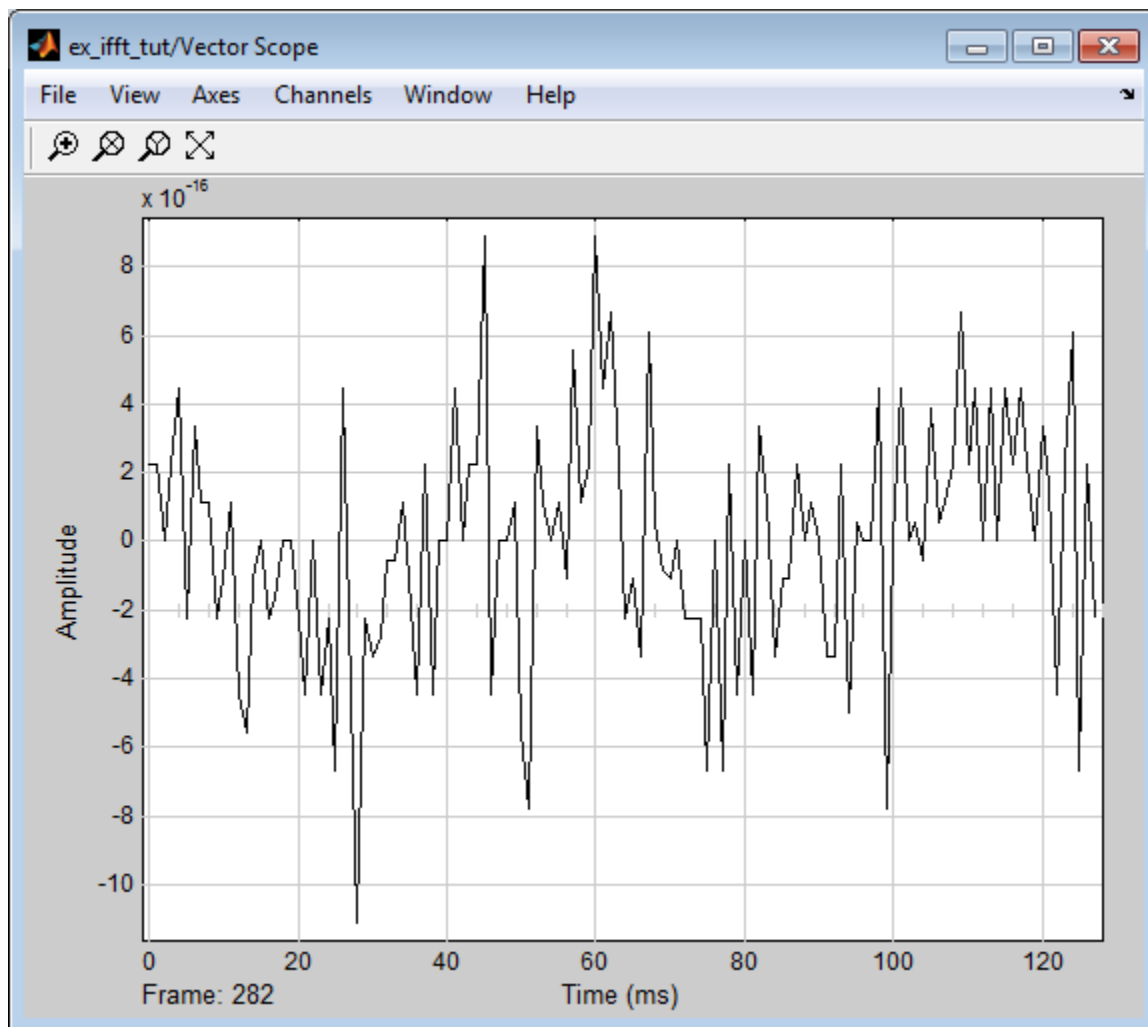 ex_ifft_tut/Vector Scope
File View Axes Channels Window Help
x 10^-16
8
6
4
2
0
-2
-4
-6
-8
-10
Amplitude
0 20 40 60 80 100 120
Frame: 282 Time (ms)